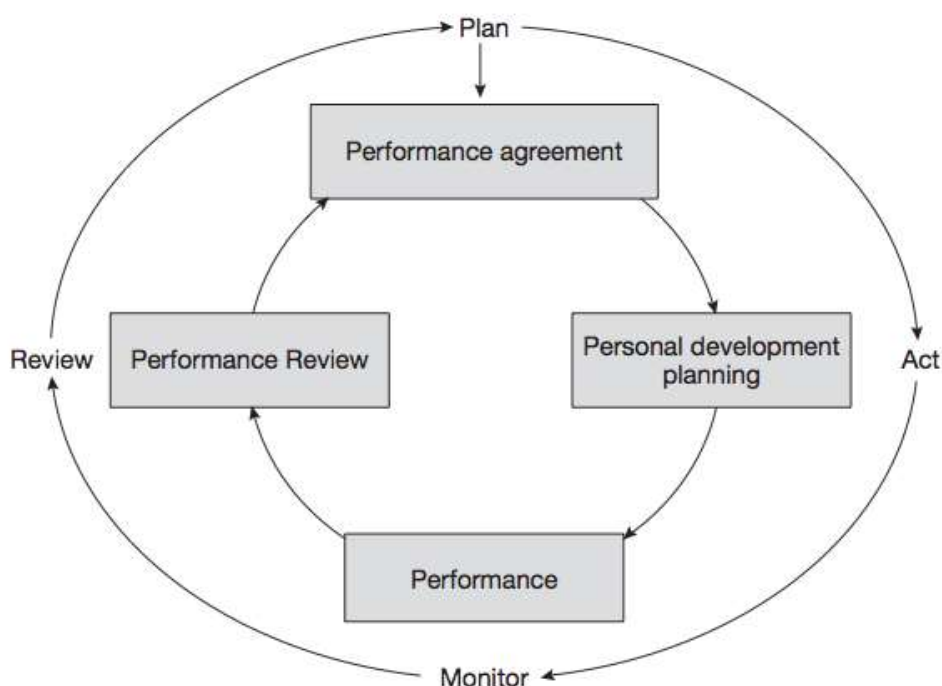 Plan
Performance agreement
Review
Performance Review
Personal development
planning
Act
Performance
Monitor